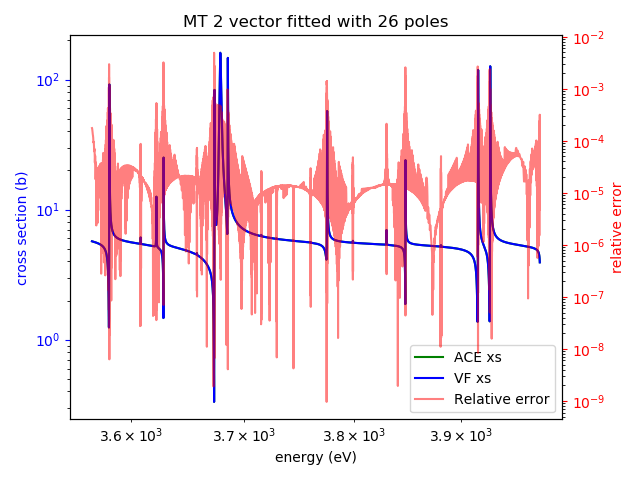 MT 2 vector fitted with 26 poles
10²
10¹
10⁰
cross section (b)
10⁻²
10⁻³
10⁻⁴
10⁻⁵
10⁻⁶
10⁻⁷
10⁻⁸
10⁻⁹
relative error
ACE xs
VF xs
Relative error
3.6 × 10³ 3.7 × 10³ 3.8 × 10³ 3.9 × 10³
energy (eV)